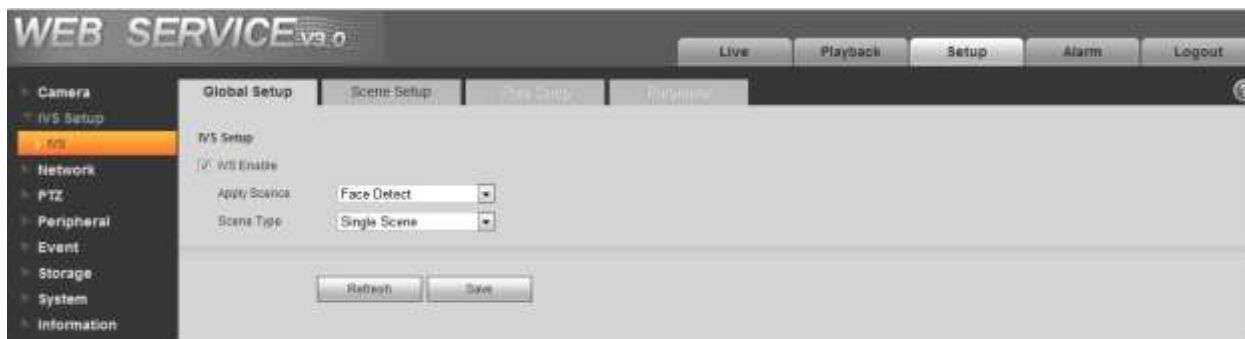 WEB SERVICE V3.0
Live Playback Setup Alarm Logout
Camera
IVS Setup
IVS
Network
PTZ
Peripheral
Event
Storage
System
Information
Global Setup Scene Setup
IVS Setup
IVS Enable
Apply Scence Face Detect
Scene Type Single Scene
Refresh Save